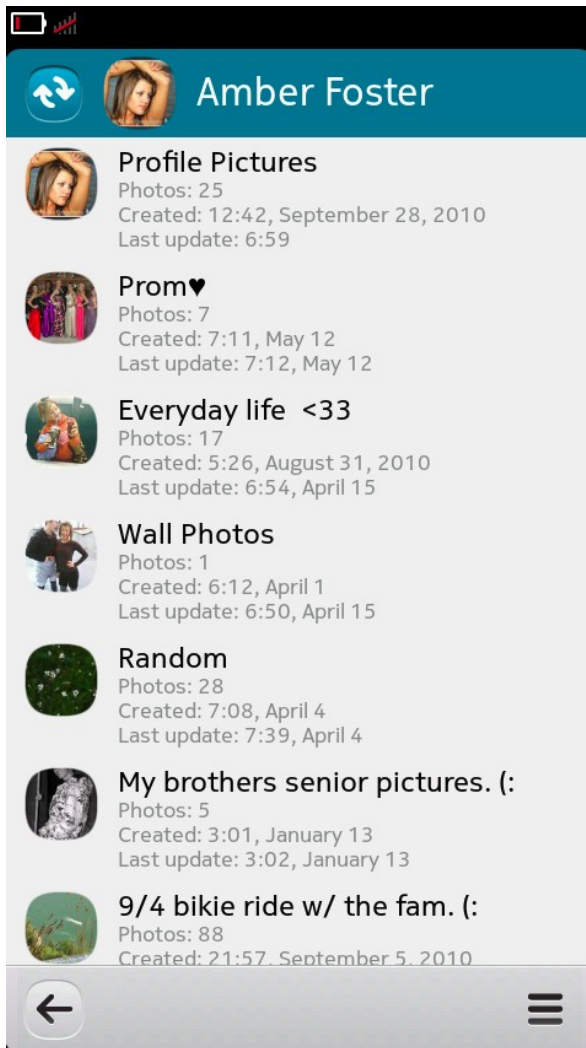 Amber Foster
Profile Pictures
Photos: 25
Created: 12:42, September 28, 2010
Last update: 6:59
Prom♥
Photos: 7
Created: 7:11, May 12
Last update: 7:12, May 12
Everyday life  <33
Photos: 17
Created: 5:26, August 31, 2010
Last update: 6:54, April 15
Wall Photos
Photos: 1
Created: 6:12, April 1
Last update: 6:50, April 15
Random
Photos: 28
Created: 7:08, April 4
Last update: 7:39, April 4
My brothers senior pictures. (:
Photos: 5
Created: 3:01, January 13
Last update: 3:02, January 13
9/4 bikie ride w/ the fam. (:
Photos: 88
Created: 21:57, September 5, 2010